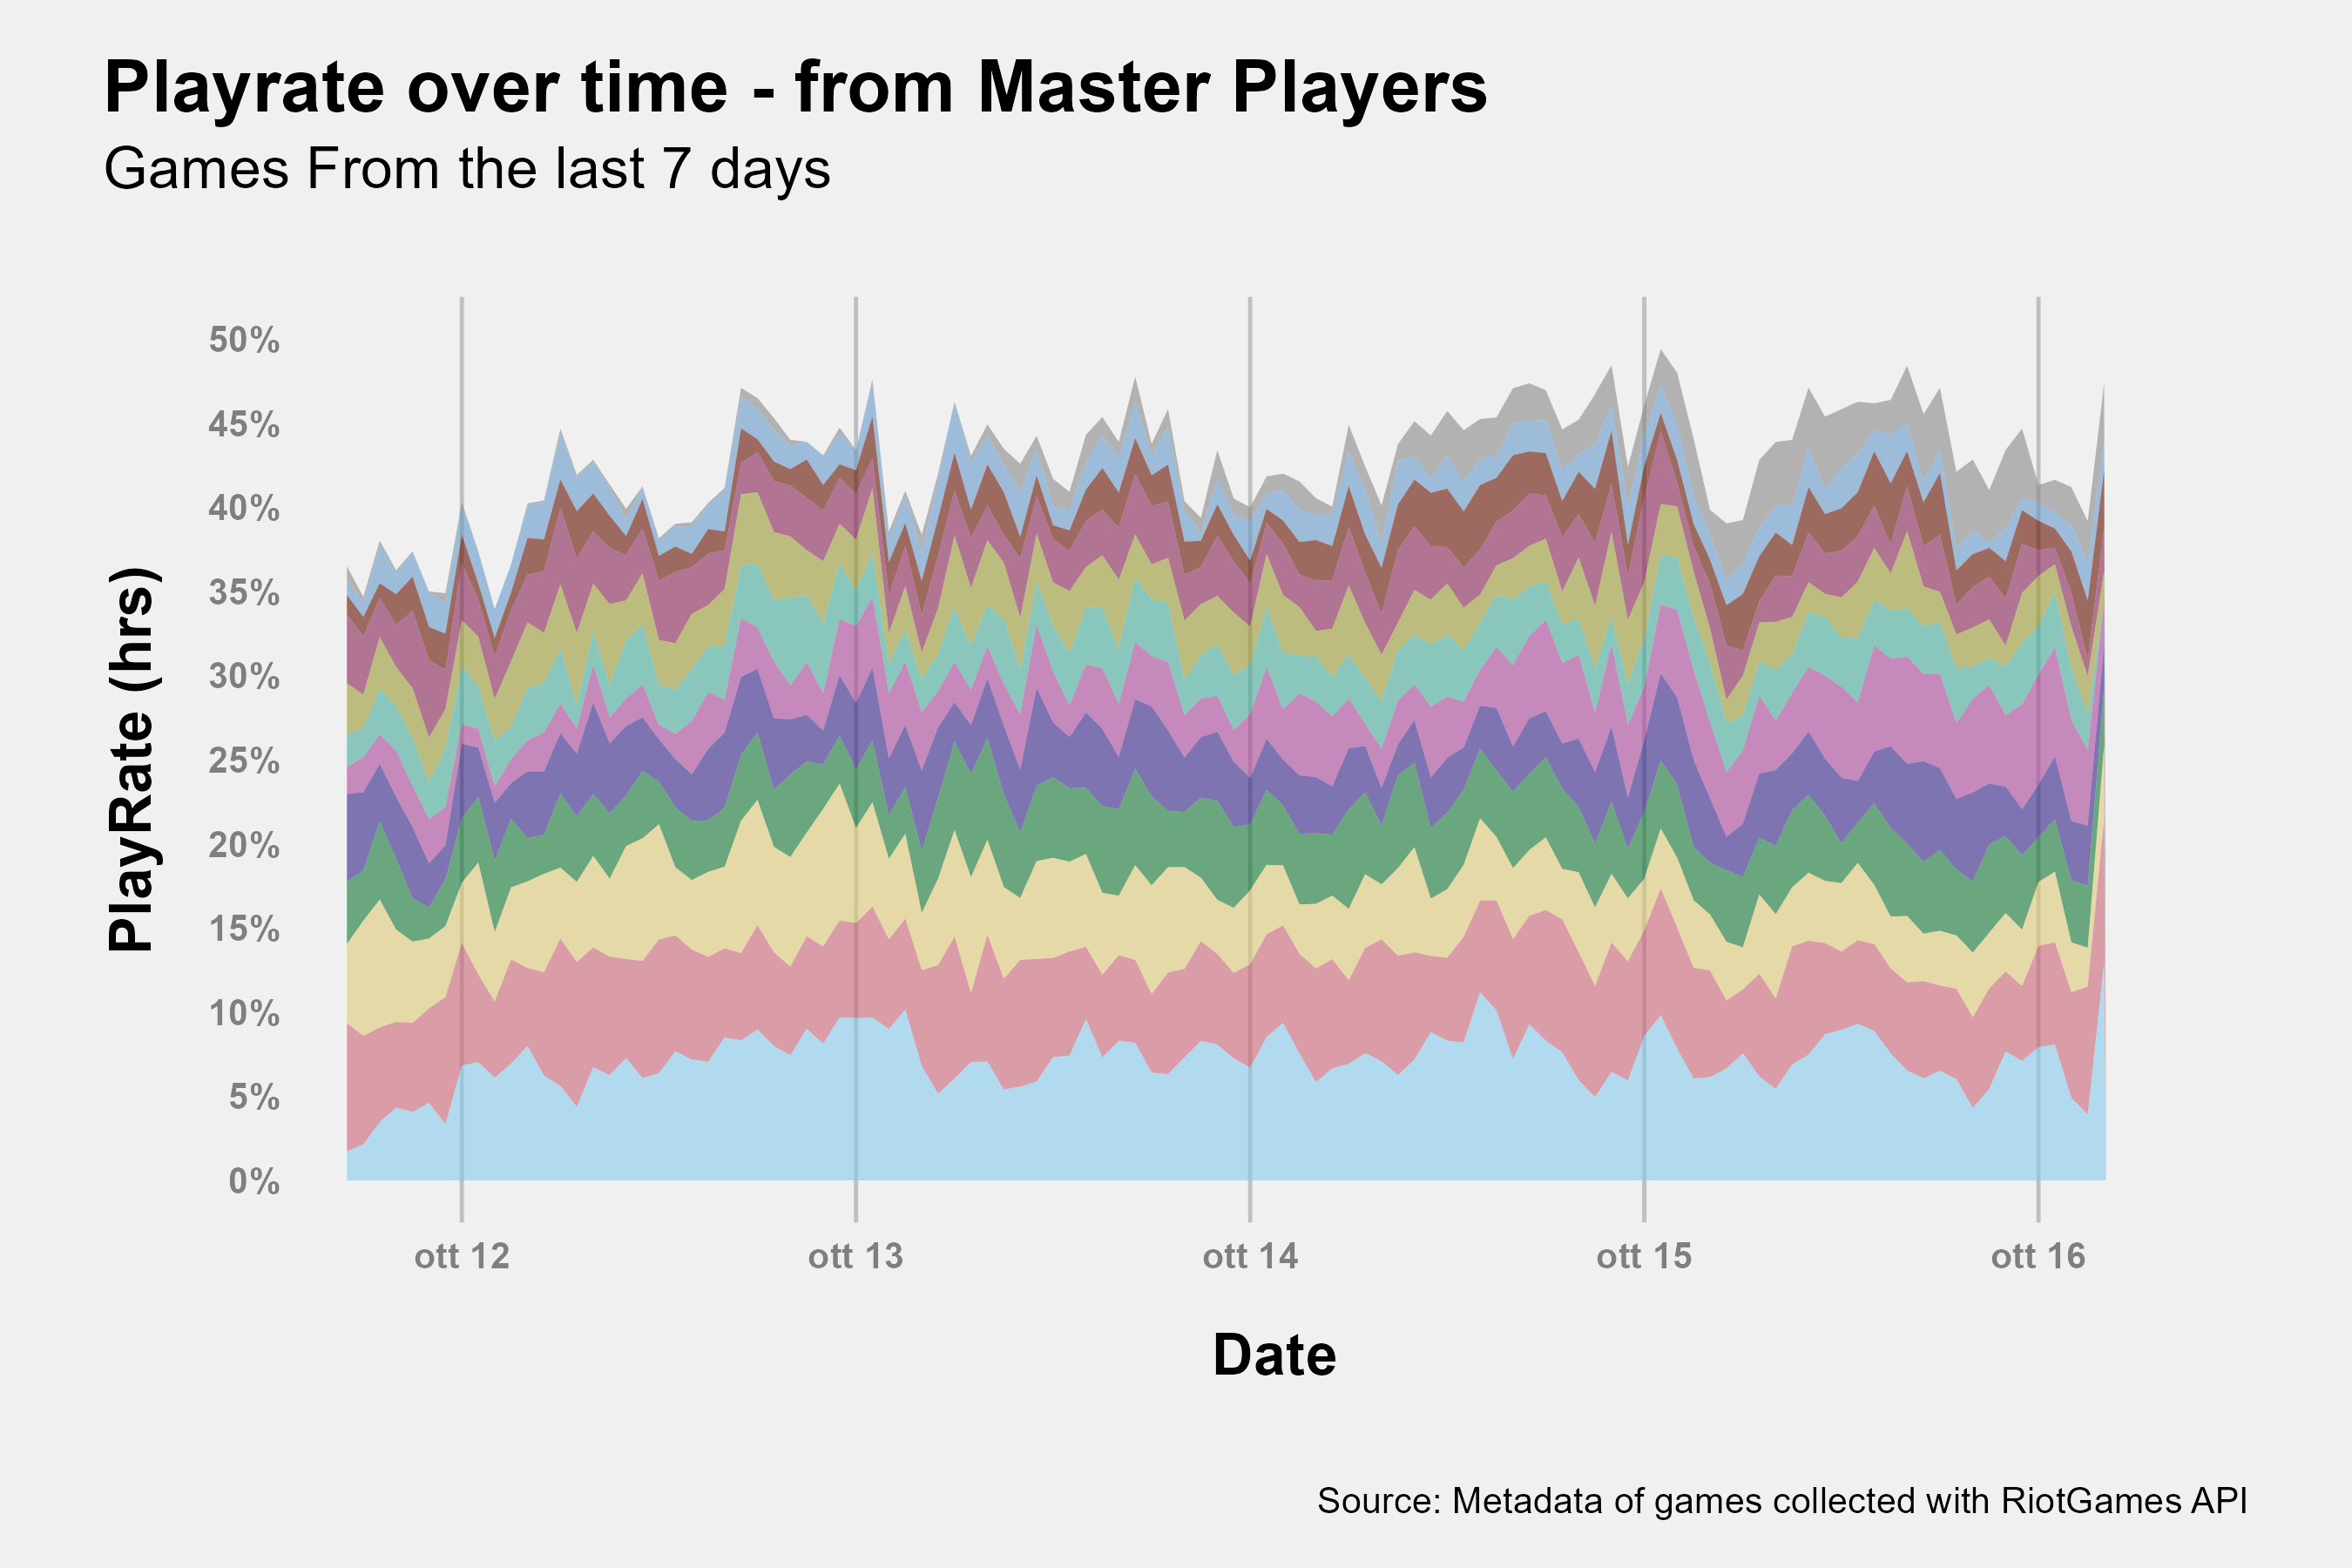 Playrate over time - from Master Players
Games From the last 7 days
PlayRate (hrs)
50%
45%
40%
35%
30%
25%
20%
15%
10%
5%
0%
ott 12
ott 13
ott 14
ott 15
ott 16
Date
Source: Metadata of games collected with RiotGames API